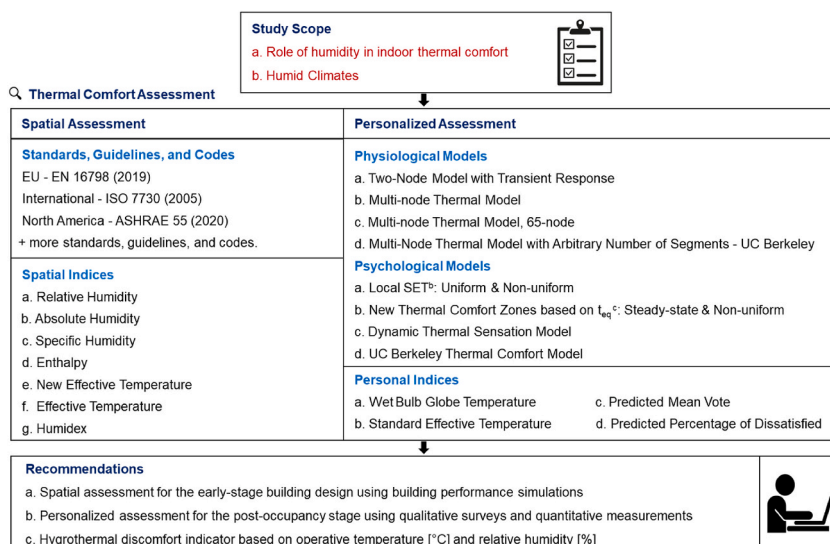 Study Scope
a. Role of humidity in indoor thermal comfort
b. Humid Climates
Thermal Comfort Assessment
Spatial Assessment
Standards, Guidelines, and Codes
EU - EN 16798 (2019)
International - ISO 7730 (2005)
North America - ASHRAE 55 (2020)
+ more standards, guidelines, and codes.
Spatial Indices
a. Relative Humidity
b. Absolute Humidity
c. Specific Humidity
d. Enthalpy
e. New Effective Temperature
f. Effective Temperature
g. Humidex
Personalized Assessment
Physiological Models
a. Two-Node Model with Transient Response
b. Multi-node Thermal Model
c. Multi-node Thermal Model, 65-node
d. Multi-Node Thermal Model with Arbitrary Number of Segments - UC Berkeley
Psychological Models
a. Local SETᵇ: Uniform & Non-uniform
b. New Thermal Comfort Zones based on t_eq^c: Steady-state & Non-uniform
c. Dynamic Thermal Sensation Model
d. UC Berkeley Thermal Comfort Model
Personal Indices
a. Wet Bulb Globe Temperature
b. Standard Effective Temperature
c. Predicted Mean Vote
d. Predicted Percentage of Dissatisfied
Recommendations
a. Spatial assessment for the early-stage building design using building performance simulations
b. Personalized assessment for the post-occupancy stage using qualitative surveys and quantitative measurements
c. Hygrothermal discomfort indicator based on operative temperature [°C] and relative humidity [%]